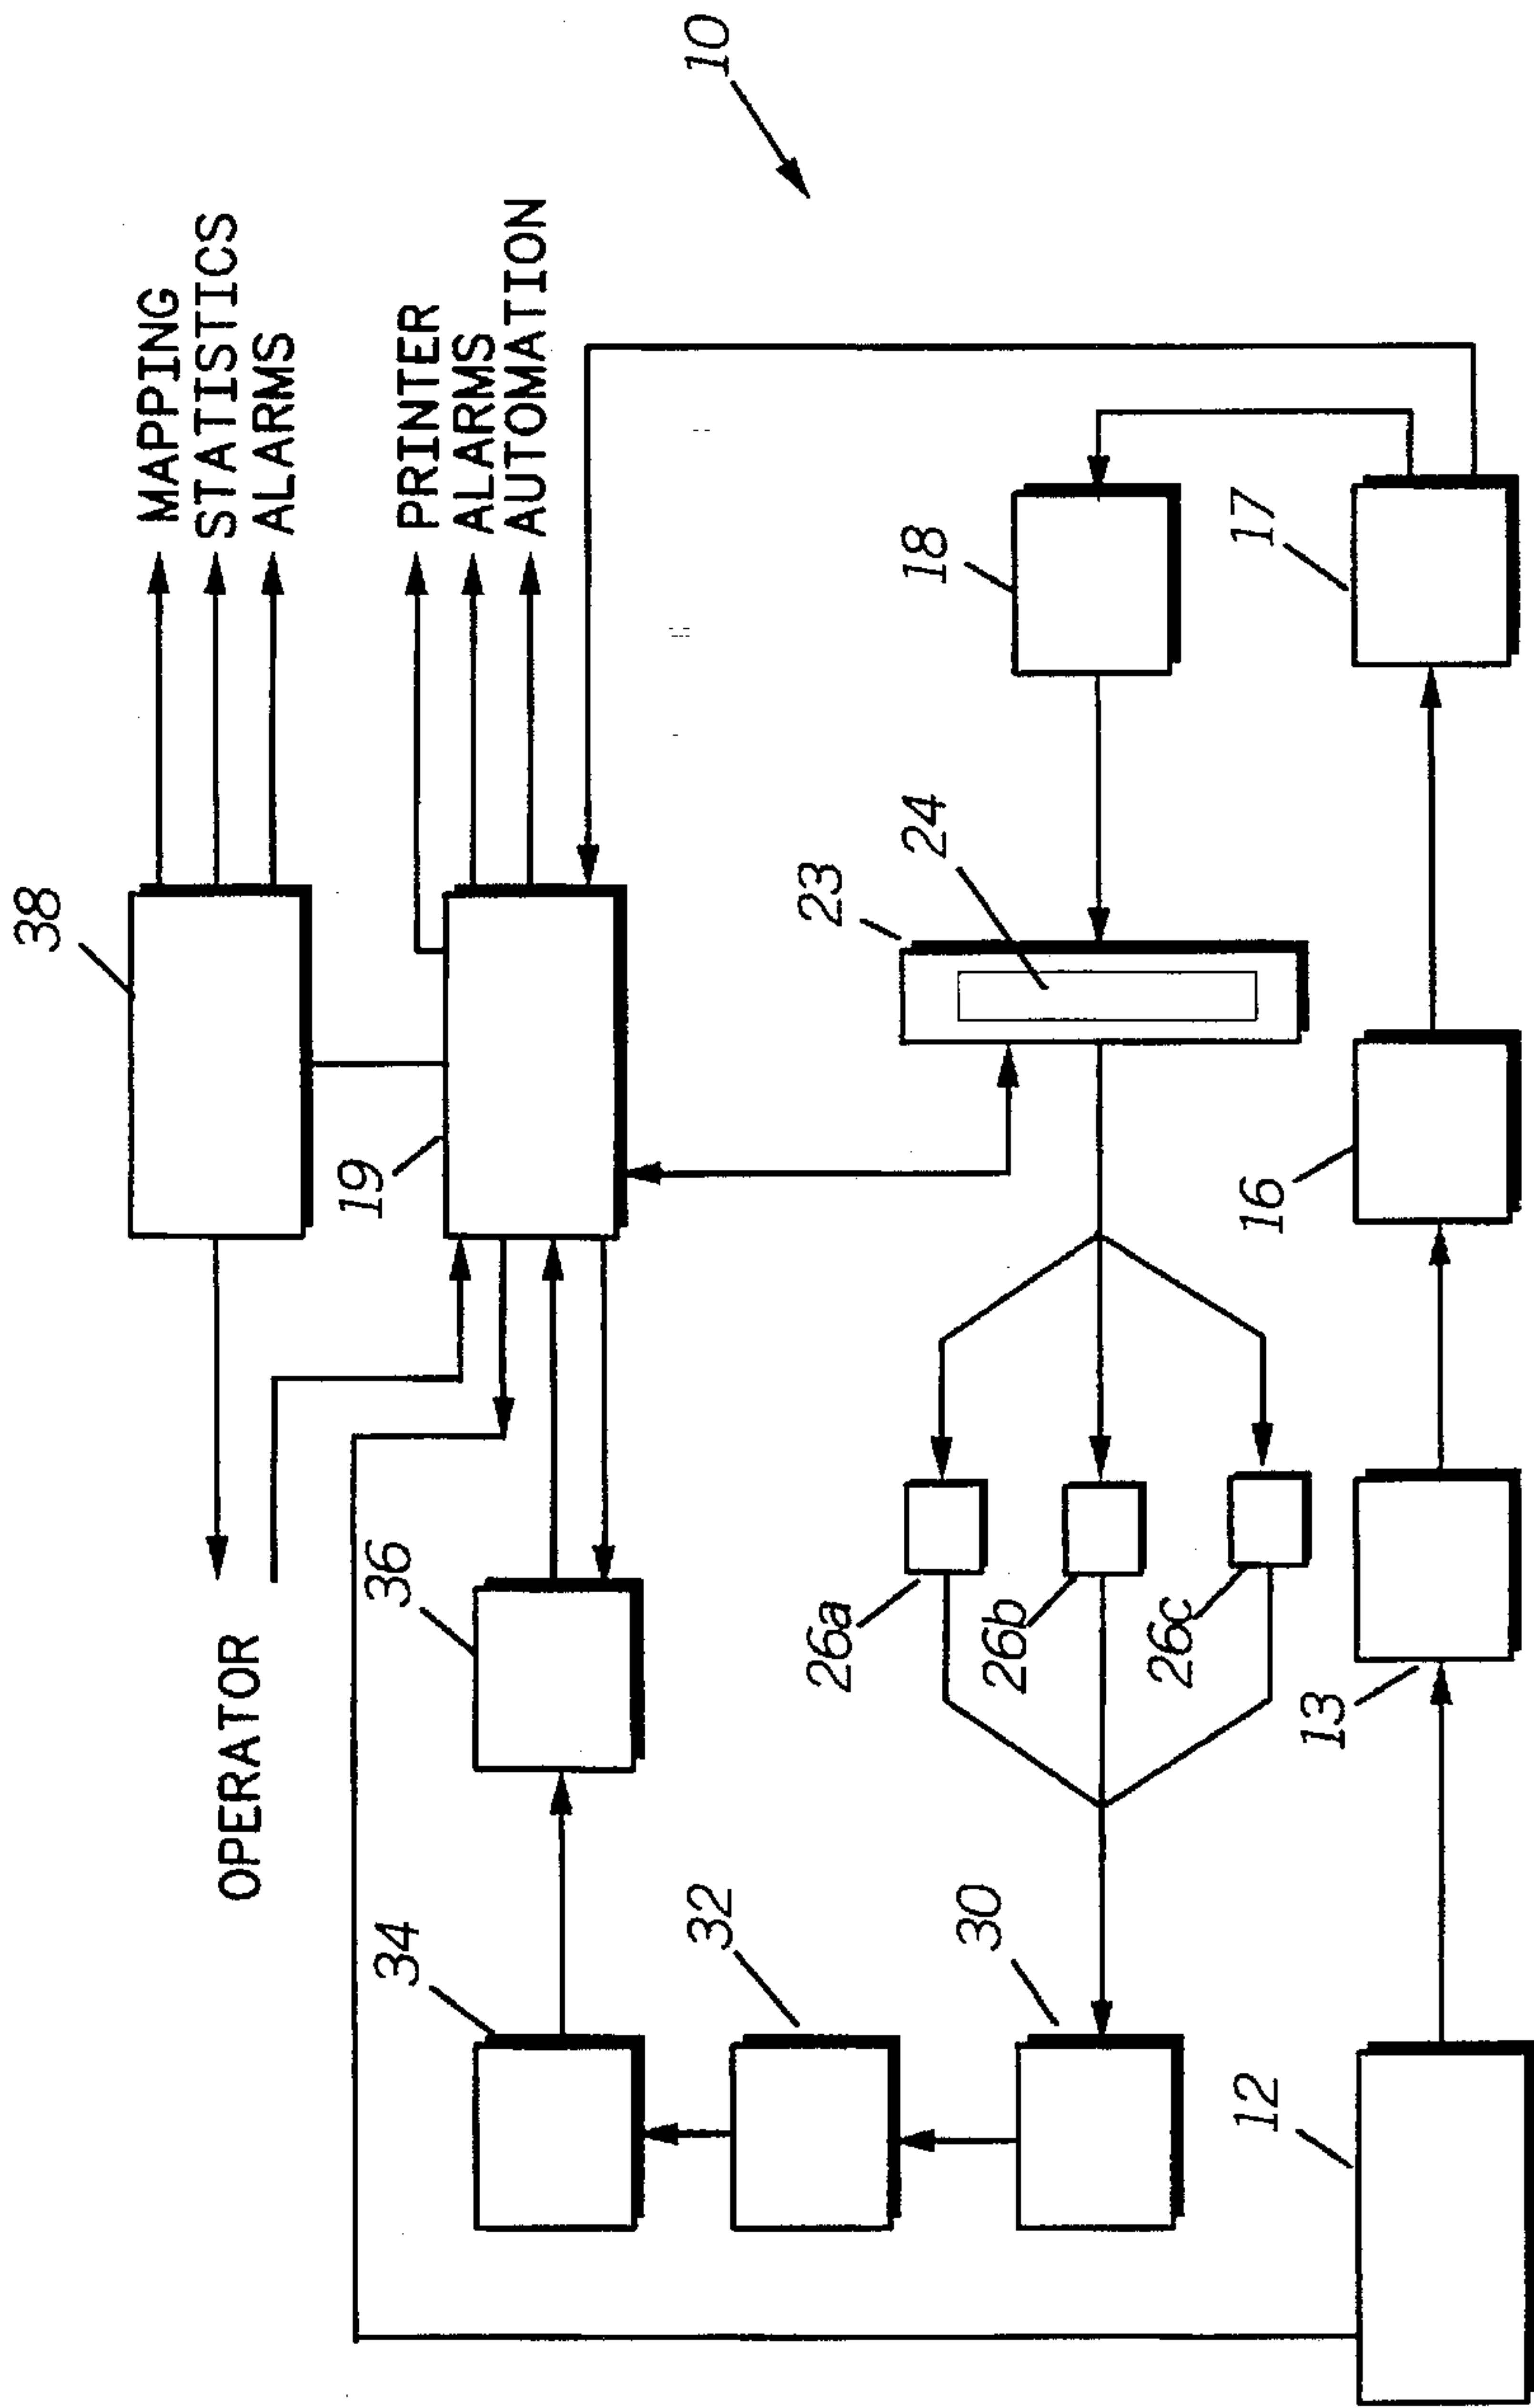 10
MAPPING
STATISTICS
ALARMS
PRINTER
ALARMS
AUTOMATION
38
19
OPERATOR
36
34
32
30
18
17
23
24
16
26a
26b
26c
13
12